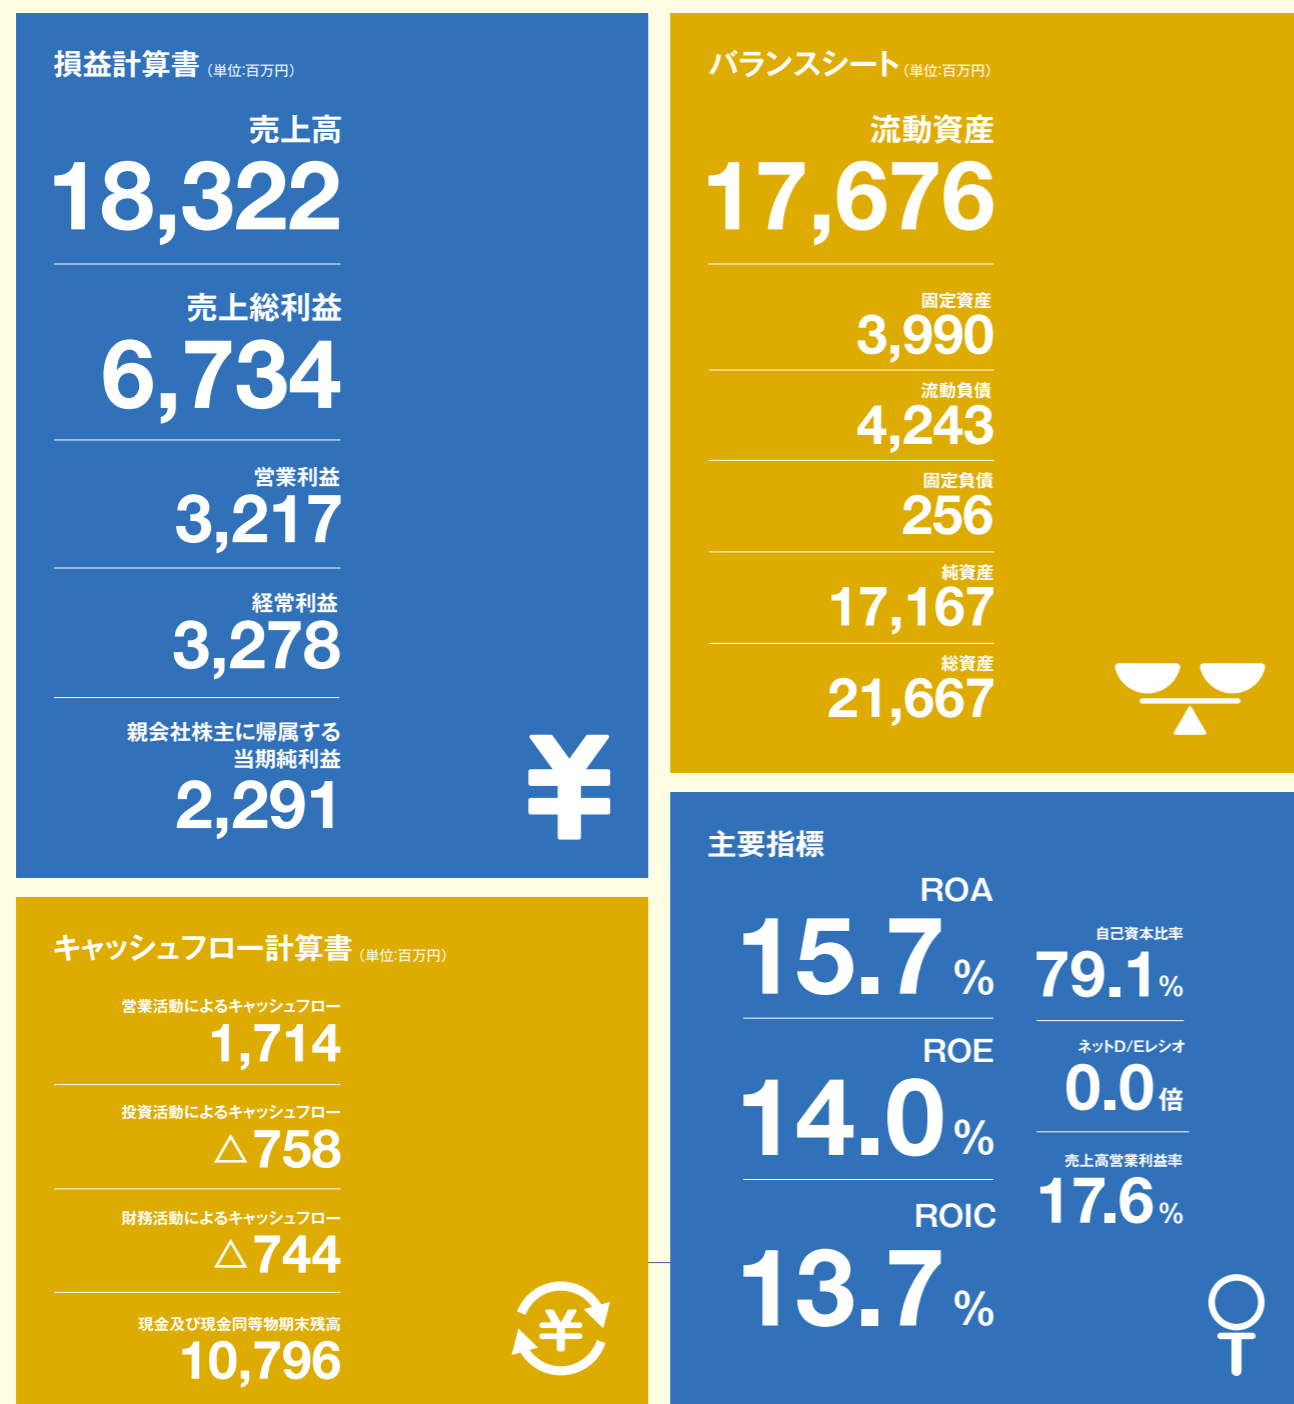 損益計算書(単位:百万円)
売上高
18,322
売上総利益
6,734
営業利益
3,217
経常利益
3,278
親会社株主に帰属する
当期純利益
2,291
¥
バランスシート(単位:百万円)
流動資産
17,676
固定資産
3,990
流動負債
4,243
固定負債
256
純資産
17,167
総資産
21,667
キャッシュフロー計算書(単位:百万円)
営業活動によるキャッシュフロー
1,714
投資活動によるキャッシュフロー
△758
財務活動によるキャッシュフロー
△744
現金及び現金同等物期末残高
10,796
¥
主要指標
ROA
15.7%
ROE
14.0%
ROIC
13.7%
自己資本比率
79.1%
ネットD/Eレシオ
0.0倍
売上高営業利益率
17.6%